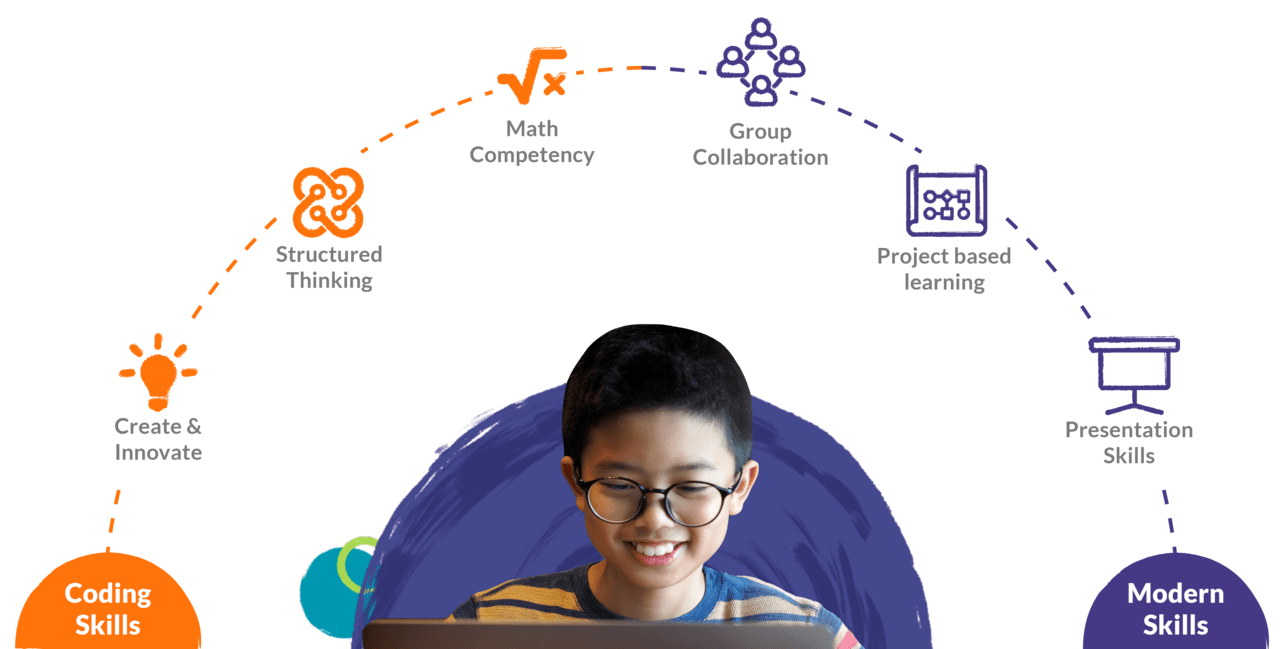 Math
Competency
Group
Collaboration
Structured
Thinking
Project based
learning
Create &
Innovate
Presentation
Skills
Coding
Skills
Modern
Skills